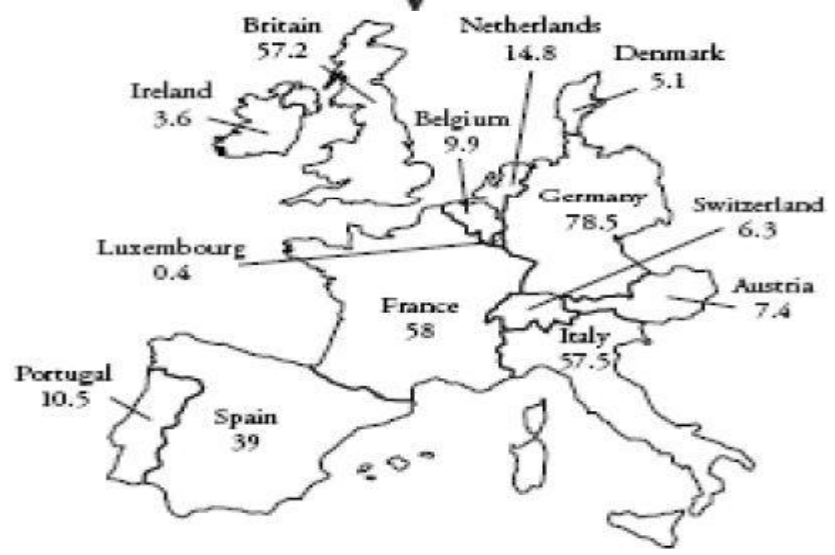 Britain
57.2
Netherlands
14.8
Denmark
5.1
Ireland
3.6
Belgium
9.9
Germany
78.5
Switzerland
6.3
Luxembourg
0.4
Austria
7.4
France
58
Italy
57.5
Portugal
10.5
Spain
39